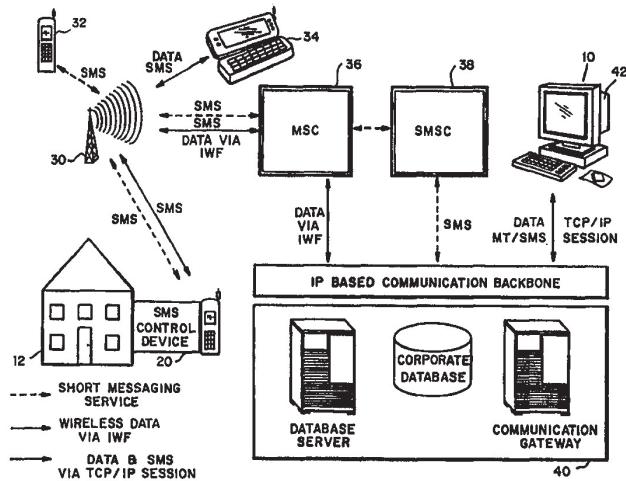 32
34
DATA
SMS
SMS
36
38
10
42
SMS
SMS
DATA VIA
IWF
MSC
SMSC
30
SMS
SMS
DATA
VIA
IWF
SMS
DATA
MT/SMS
TCP/IP
SESSION
IP BASED COMMUNICATION BACKBONE
SMS
CONTROL
DEVICE
12
20
CORPORATE
DATABASE
DATABASE
SERVER
COMMUNICATION
GATEWAY
40
SHORT MESSAGING
SERVICE
WIRELESS DATA
VIA IWF
DATA & SMS
VIA TCP/IP SESSION